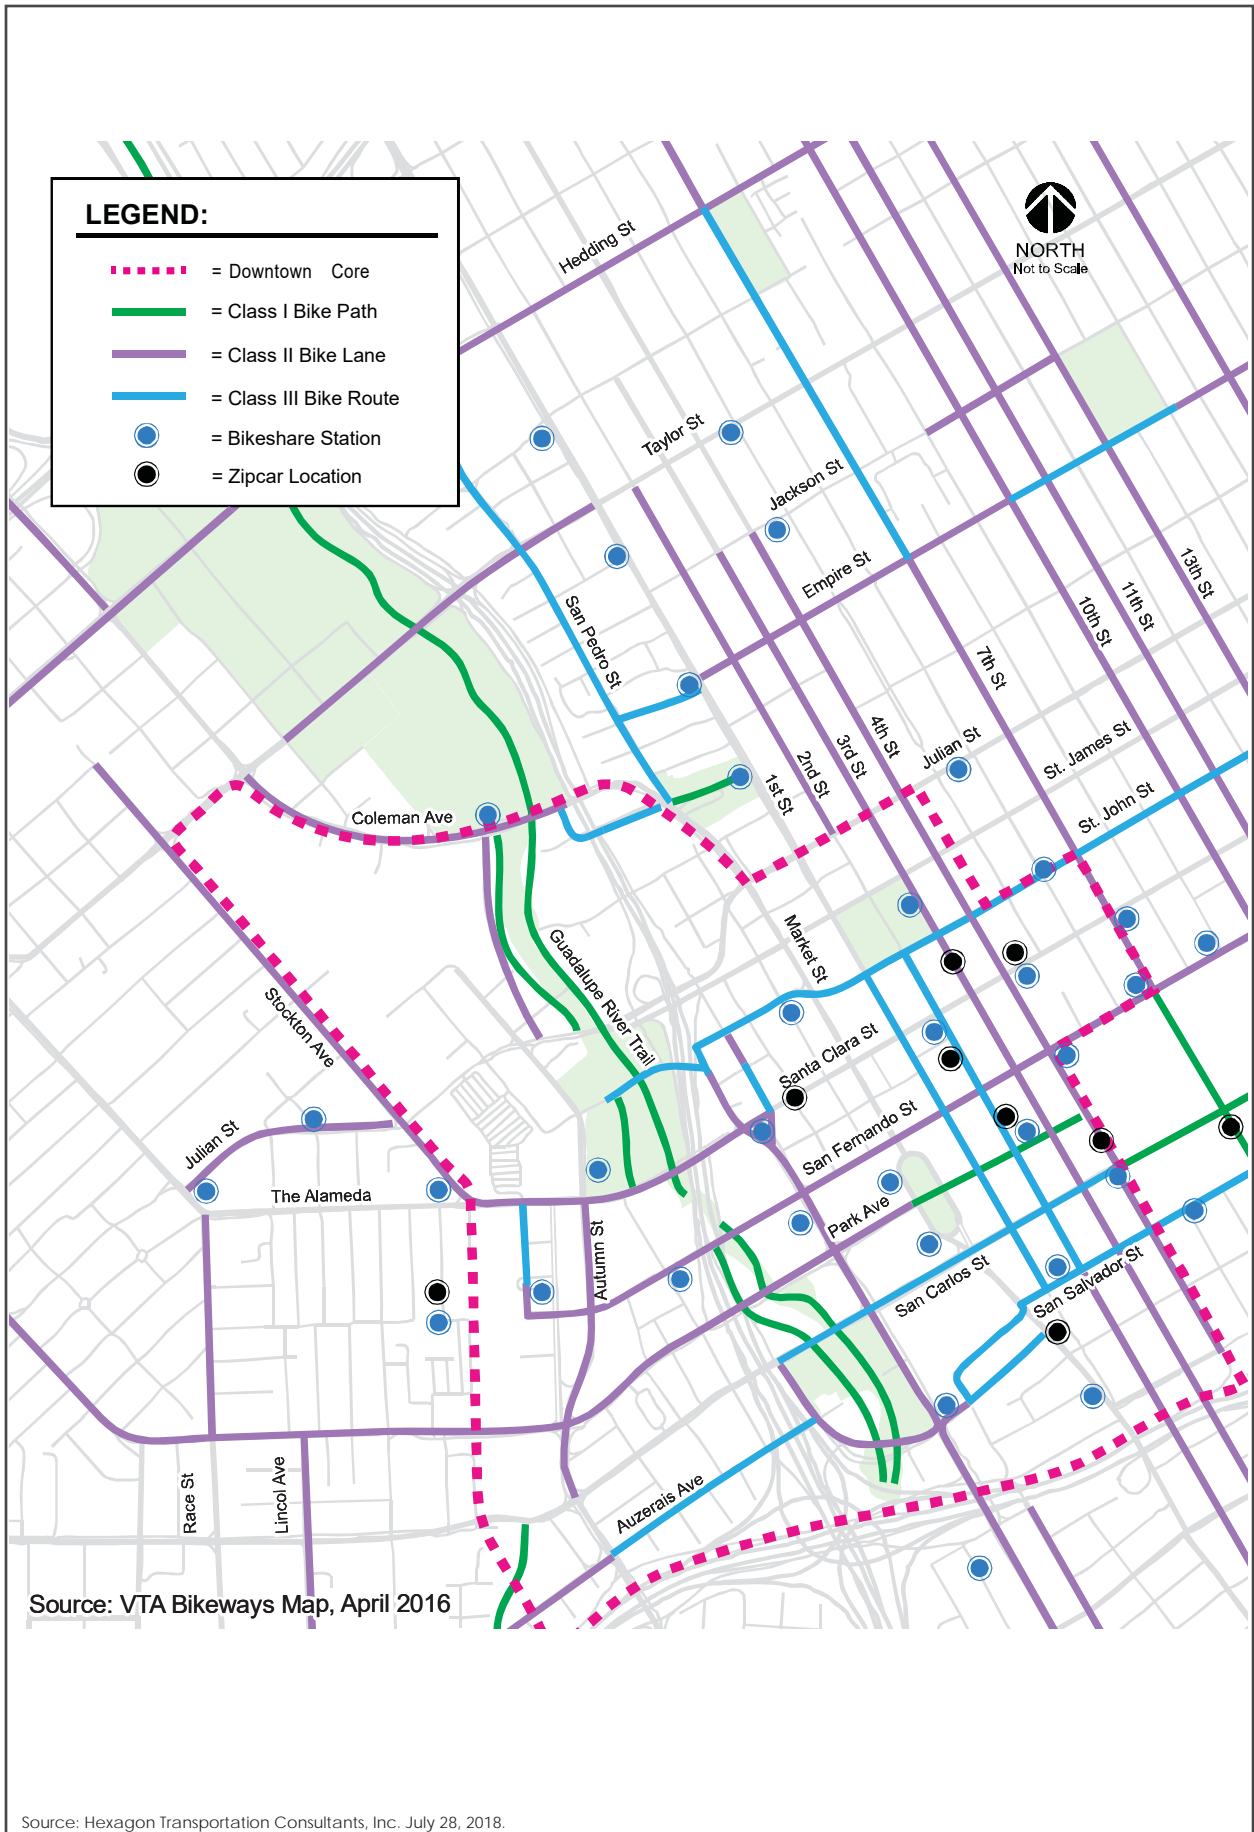 LEGEND:
= Downtown Core
= Class I Bike Path
= Class II Bike Lane
= Class III Bike Route
= Bikeshare Station
= Zipcar Location
NORTH
Not to Scale
Hedding St
Taylor St
Jackson St
Empire St
San Pedro St
13th St
11th St
10th St
7th St
4th St
3rd St
2nd St
1st St
Julian St
St. James St
St. John St
Coleman Ave
Market St
Guadalupe River Trail
Stockton Ave
Santa Clara St
San Fernando St
Julian St
The Alameda
Park Ave
Autumn St
San Carlos St
San Salvador St
Race St
Lincol Ave
Auzerais Ave
Source: VTA Bikeways Map, April 2016
Source: Hexagon Transportation Consultants, Inc. July 28, 2018.